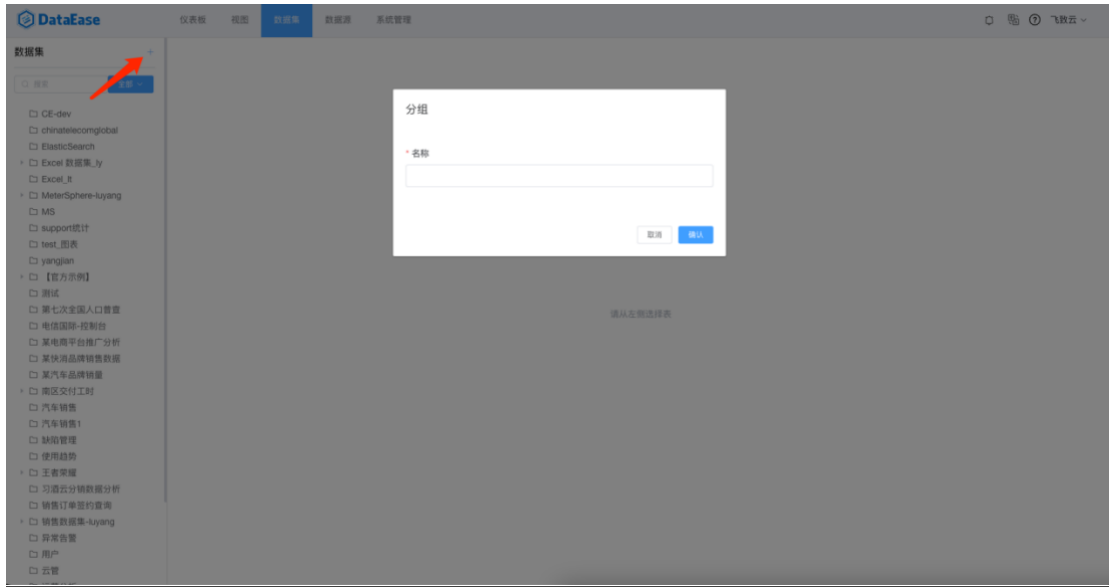 DataEase
仪表板 视图 数据集 数据源 系统管理
飞致云
数据集
搜索 全部
CE-dev
chinatelecomglobal
ElasticSearch
Excel 数据集_ly
Excel_lt
MeterSphere-luyang
MS
support统计
test_图表
yangjian
【官方示例】
测试
第七次全国人口普查
电信国际-控制台
某电商平台推广分析
某快消品牌销售数据
某汽车品牌销量
南区交付工时
汽车销售
汽车销售1
缺陷管理
使用趋势
王者荣耀
习酒云分销数据分析
销售订单签约查询
销售数据集-luyang
异常告警
用户
云管
分组
* 名称
取消 确认
请从左侧选择表